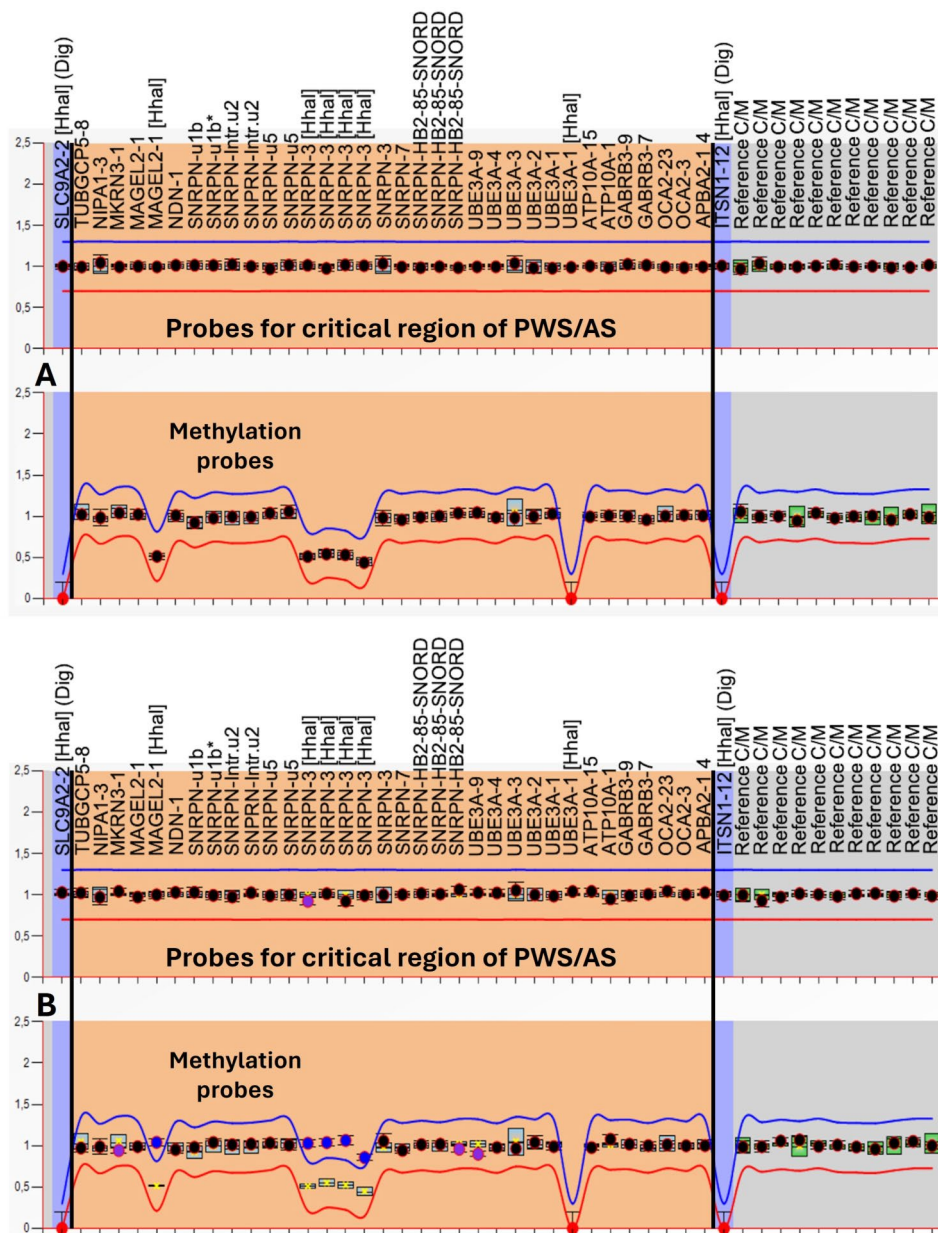 SLC9A2-2 [HhaI] (Dig)
TUBGCP5-8
NIPA1-3
MKRN3-1
MAGEL2-1
MAGEL2-1 [HhaI]
NDN-1
SNRPN-u1b
SNRPN-u1b*
SNRPN-Intr.u2
SNPRN-Intr.u2
SNRPN-u5
SNRPN-u5
SNRPN-3 [HhaI]
SNRPN-3 [HhaI]
SNRPN-3 [HhaI]
SNRPN-3 [HhaI]
SNRPN-3
SNRPN-7
SNRPN-HB2-85-SNORD
SNRPN-HB2-85-SNORD
SNRPN-HB2-85-SNORD
UBE3A-9
UBE3A-4
UBE3A-3
UBE3A-2
UBE3A-1
UBE3A-1 [HhaI]
ATP10A-15
ATP10A-1
GABRB3-9
GABRB3-7
OCA2-23
OCA2-3
APBA2-14
ITSN1-12 [HhaI] (Dig)
Reference C/M
Reference C/M
Reference C/M
Reference C/M
Reference C/M
Reference C/M
Reference C/M
Reference C/M
Reference C/M
Reference C/M
Reference C/M
2,5
2
1,5
1
0,5
0
Probes for critical region of PWS/AS
A
2,5
2
1,5
1
0,5
0
Methylation
probes
SLC9A2-2 [HhaI] (Dig)
TUBGCP5-8
NIPA1-3
MKRN3-1
MAGEL2-1
MAGEL2-1 [HhaI]
NDN-1
SNRPN-u1b
SNRPN-u1b*
SNRPN-Intr.u2
SNPRN-Intr.u2
SNRPN-u5
SNRPN-u5
SNRPN-3 [HhaI]
SNRPN-3 [HhaI]
SNRPN-3 [HhaI]
SNRPN-3 [HhaI]
SNRPN-3
SNRPN-7
SNRPN-HB2-85-SNORD
SNRPN-HB2-85-SNORD
SNRPN-HB2-85-SNORD
UBE3A-9
UBE3A-4
UBE3A-3
UBE3A-2
UBE3A-1
UBE3A-1 [HhaI]
ATP10A-15
ATP10A-1
GABRB3-9
GABRB3-7
OCA2-23
OCA2-3
APBA2-14
ITSN1-12 [HhaI] (Dig)
Reference C/M
Reference C/M
Reference C/M
Reference C/M
Reference C/M
Reference C/M
Reference C/M
Reference C/M
Reference C/M
Reference C/M
Reference C/M
2,5
2
1,5
1
0,5
0
Probes for critical region of PWS/AS
B
2,5
2
1,5
1
0,5
0
Methylation
probes